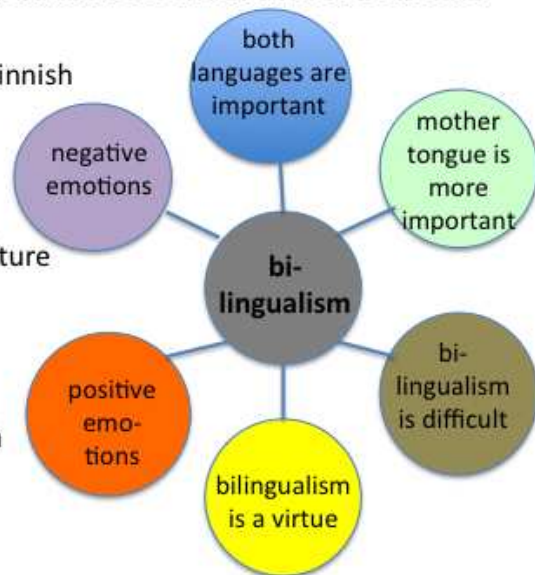 both
languages are
important
innish
negative
emotions
mother
tongue is
more
important
ture
bi-
lingualism
positive
emo-
tions
bi-
lingualism
is difficult
bilingualism
is a virtue